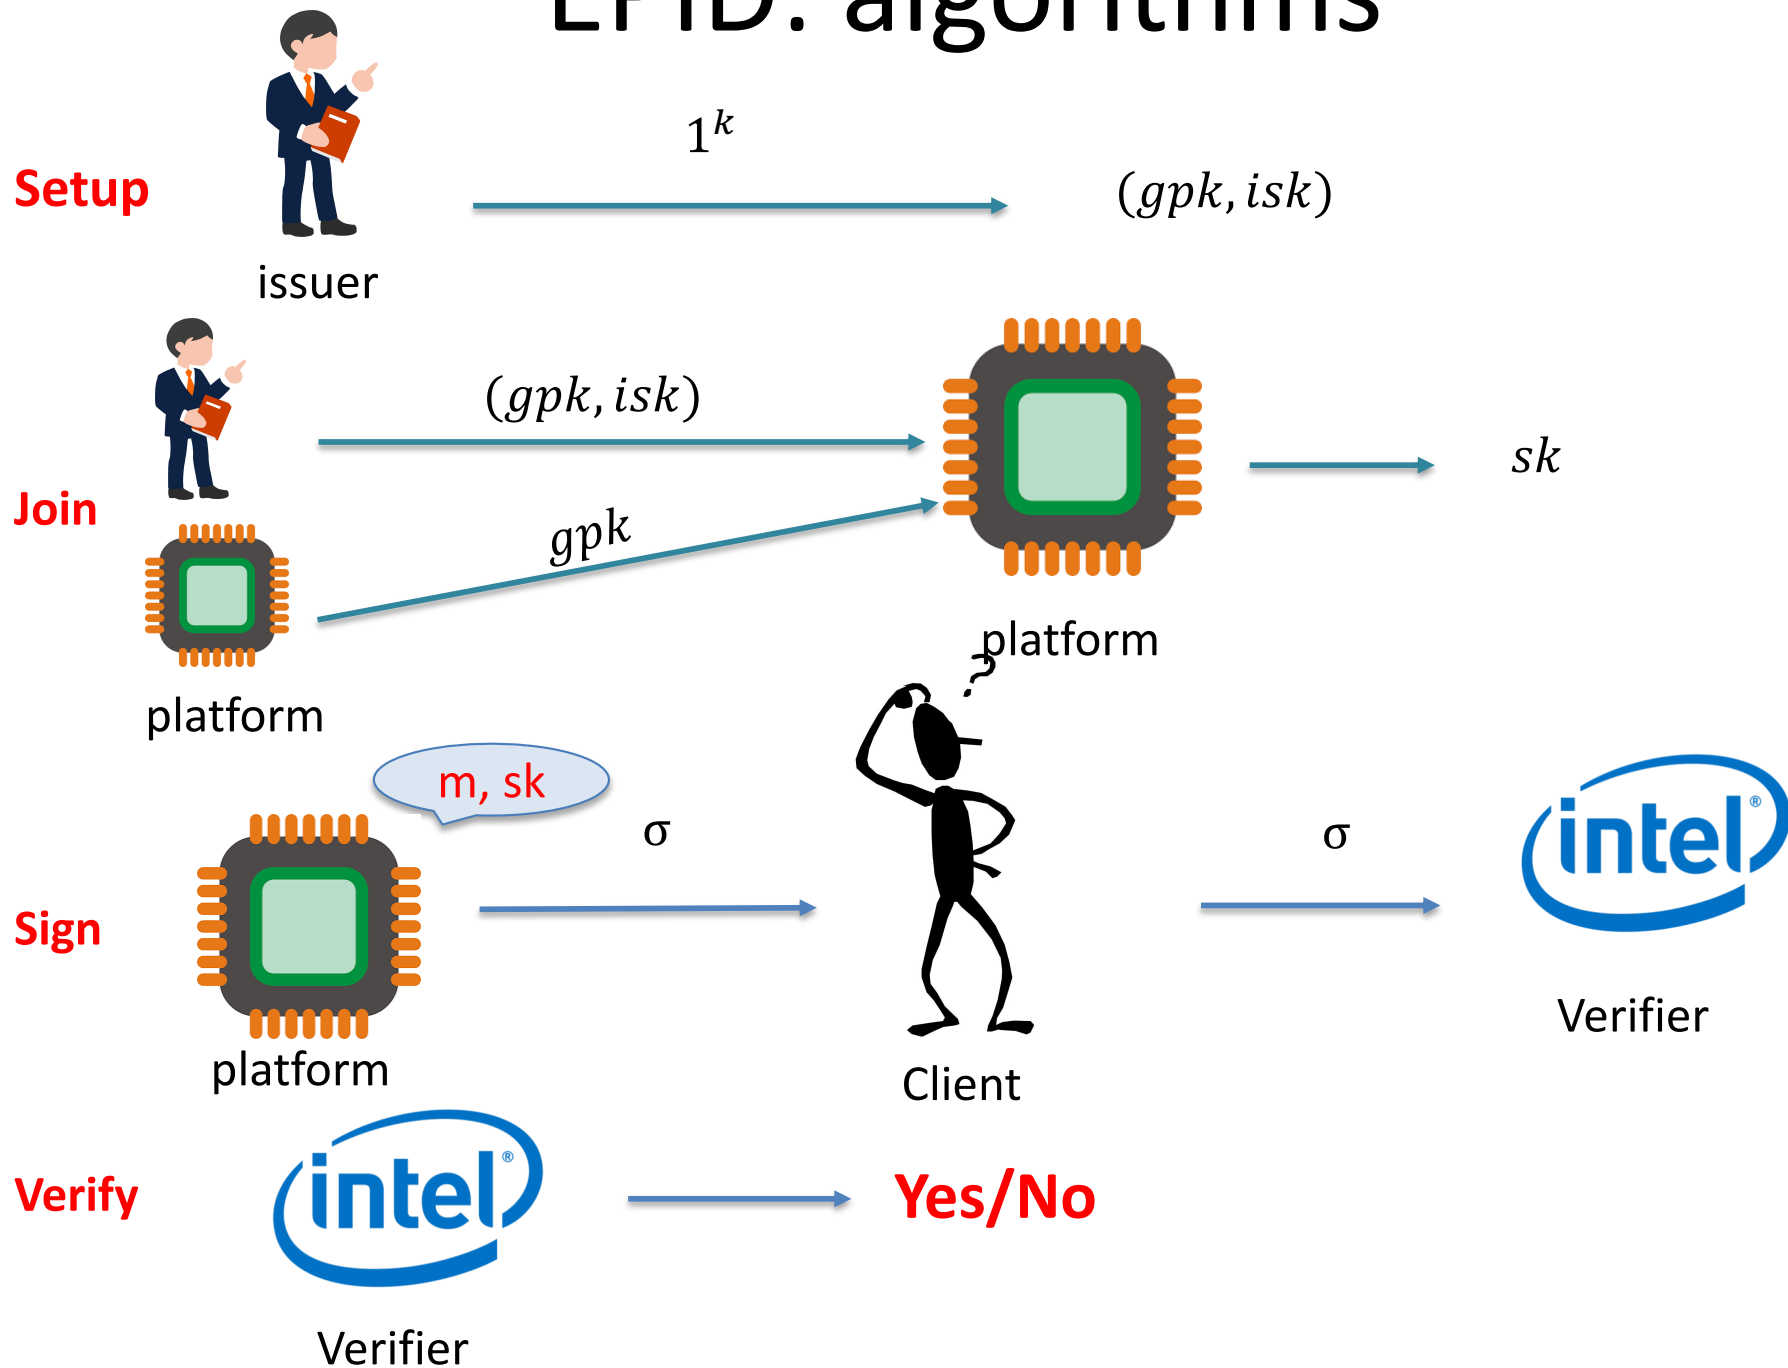 EPID: algorithms
1^k
Setup
(gpk, isk)
issuer
(gpk, isk)
sk
Join
gpk
platform
platform
?
m, sk
σ
σ
intel®
Sign
Verifier
platform
Client
Verify
intel®
Yes/No
Verifier